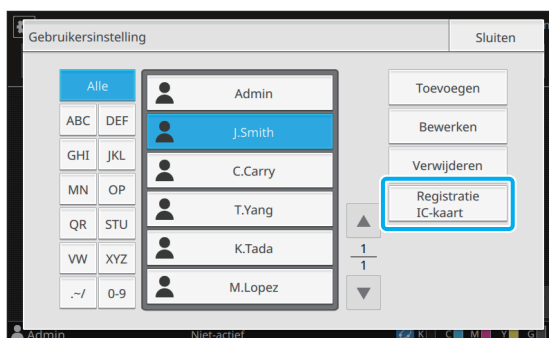 Gebruikersinstelling
Sluiten
Alle
ABC DEF
GHI JKL
MN OP
QR STU
VW XYZ
.~/ 0-9
Admin
J.Smith
C.Carry
T.Yang
K.Tada
M.Lopez
1
1
Toevoegen
Bewerken
Verwijderen
Registratie
IC-kaart
Admin Niet-actief K C M Y G